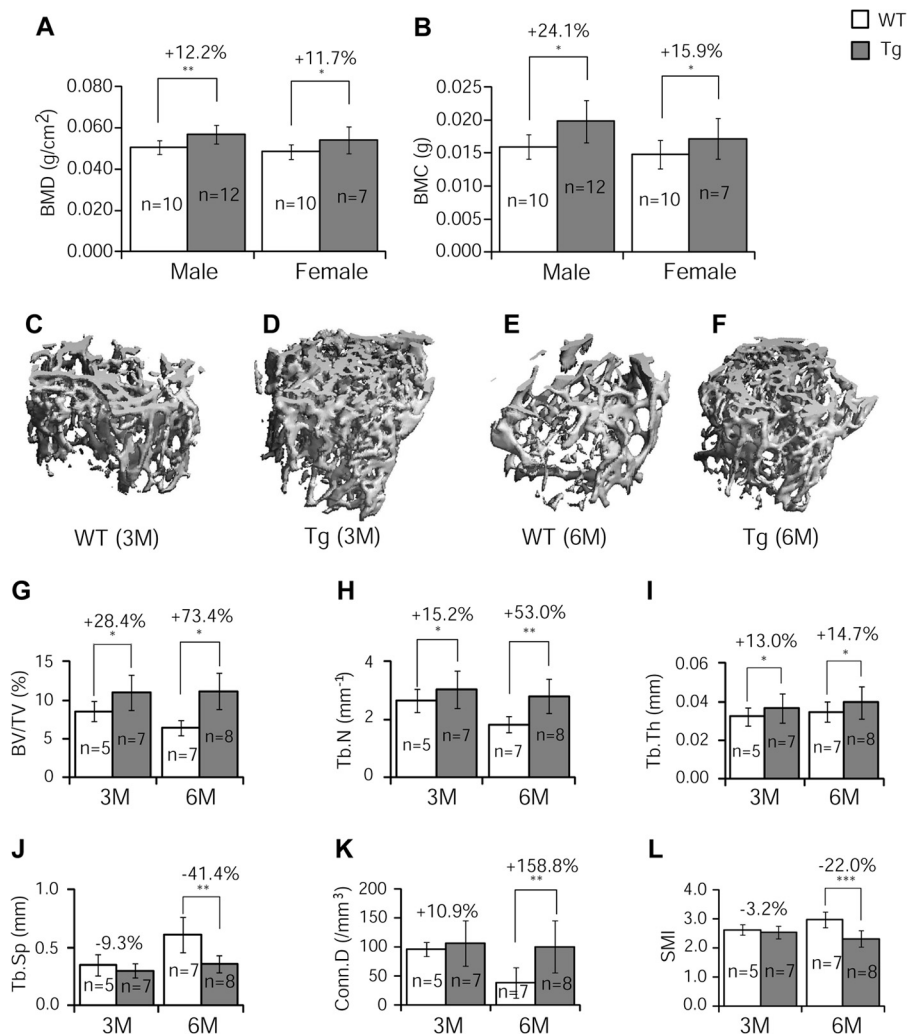 A
B
WT
Tg
+12.2%
**
+11.7%
*
+24.1%
*
+15.9%
*
BMD (g/cm²)
0.080
0.060
0.040
0.020
0.000
n=10
n=12
n=10
n=7
Male
Female
BMC (g)
0.025
0.020
0.015
0.010
0.005
0.000
n=10
n=12
n=10
n=7
Male
Female
C
D
E
F
WT (3M)
Tg (3M)
WT (6M)
Tg (6M)
G
+28.4%
*
+73.4%
*
BV/TV (%)
15
10
5
0
n=5
n=7
n=7
n=8
3M
6M
H
+15.2%
*
+53.0%
**
Tb.N (mm⁻¹)
4
2
0
n=5
n=7
n=7
n=8
3M
6M
I
+13.0%
*
+14.7%
*
Tb.Th (mm)
0.06
0.04
0.02
0.00
n=5
n=7
n=7
n=8
3M
6M
J
-9.3%
-41.4%
**
Tb.Sp (mm)
1.0
0.5
0.0
n=5
n=7
n=7
n=8
3M
6M
K
+10.9%
+158.8%
**
Conn.D (/mm³)
200
150
100
50
0
n=5
n=7
n=7
n=8
3M
6M
L
-3.2%
-22.0%
***
SMI
4.0
3.0
2.0
1.0
0.0
n=5
n=7
n=7
n=8
3M
6M